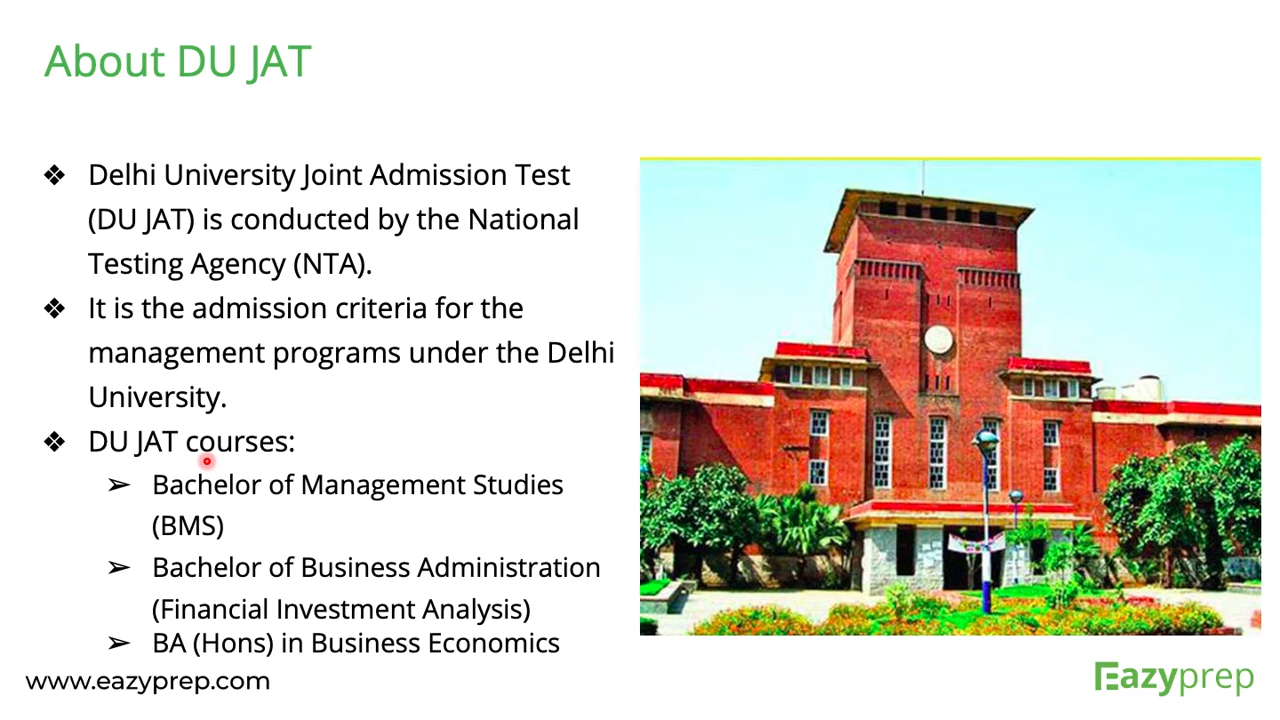 About DU JAT
❖ Delhi University Joint Admission Test
(DU JAT) is conducted by the National
Testing Agency (NTA).
❖ It is the admission criteria for the
management programs under the Delhi
University.
❖ DU JAT courses:
➢ Bachelor of Management Studies
(BMS)
➢ Bachelor of Business Administration
(Financial Investment Analysis)
➢ BA (Hons) in Business Economics
www.eazyprep.com
Eazyprep